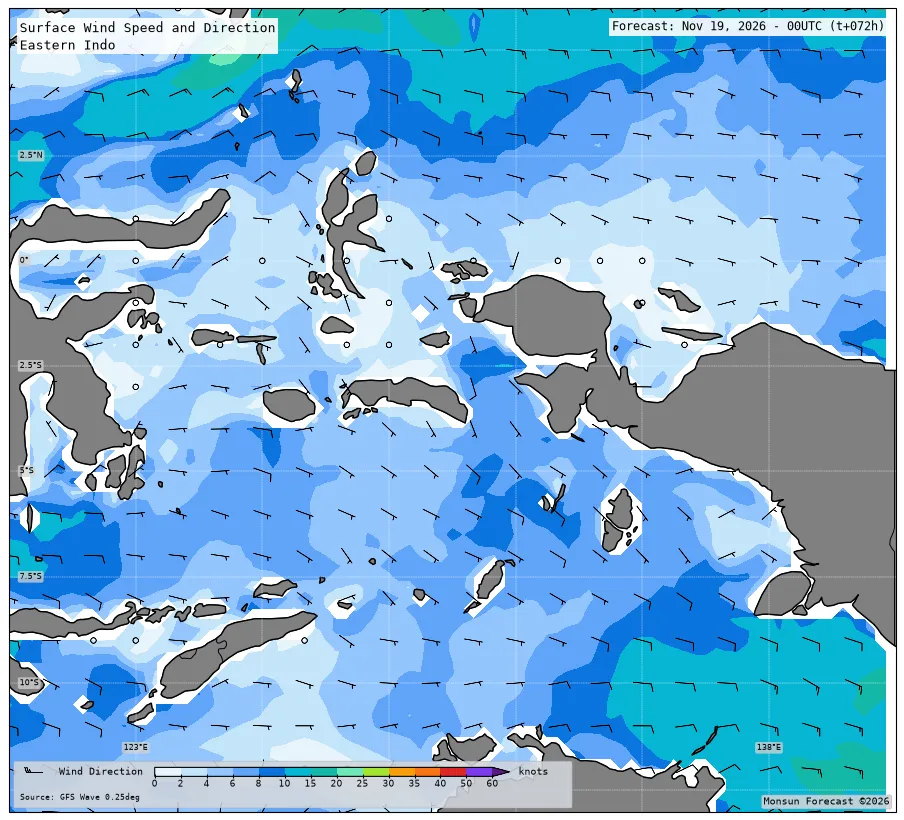 Surface Wind Speed and Direction
Eastern Indo
Forecast: Nov 19, 2026 - 00UTC (t+072h)
2.5°N
0°
2.5°S
5°S
7.5°S
10°S
123°E
138°E
Wind Direction
knots
0 2 4 6 8 10 15 20 25 30 35 40 50 60
Source: GFS Wave 0.25deg
Monsun Forecast ©2026